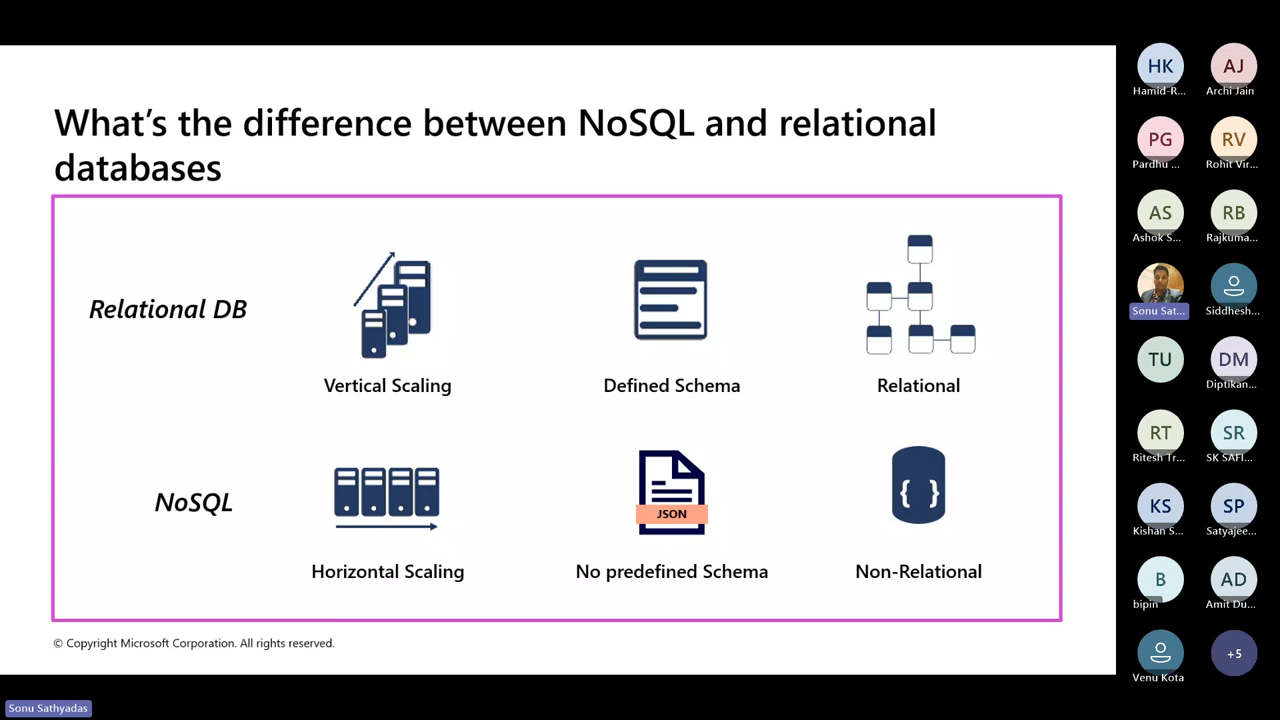 What's the difference between NoSQL and relational
databases
Relational DB
Vertical Scaling
Defined Schema
Relational
NoSQL
JSON
{ }
Horizontal Scaling
No predefined Schema
Non-Relational
© Copyright Microsoft Corporation. All rights reserved.
Sonu Sathyadas
HK
Hamid-R...
AJ
Archi Jain
PG
Pardhu ...
RV
Rohit Vir...
AS
Ashok S...
RB
Rajkuma...
Sonu Sat...
Siddhesh...
TU
DM
Diptikan...
RT
Ritesh Tr...
SR
SK SAFI...
KS
Kishan S...
SP
Satyajee...
B
bipin
AD
Amit Du...
Venu Kota
+5